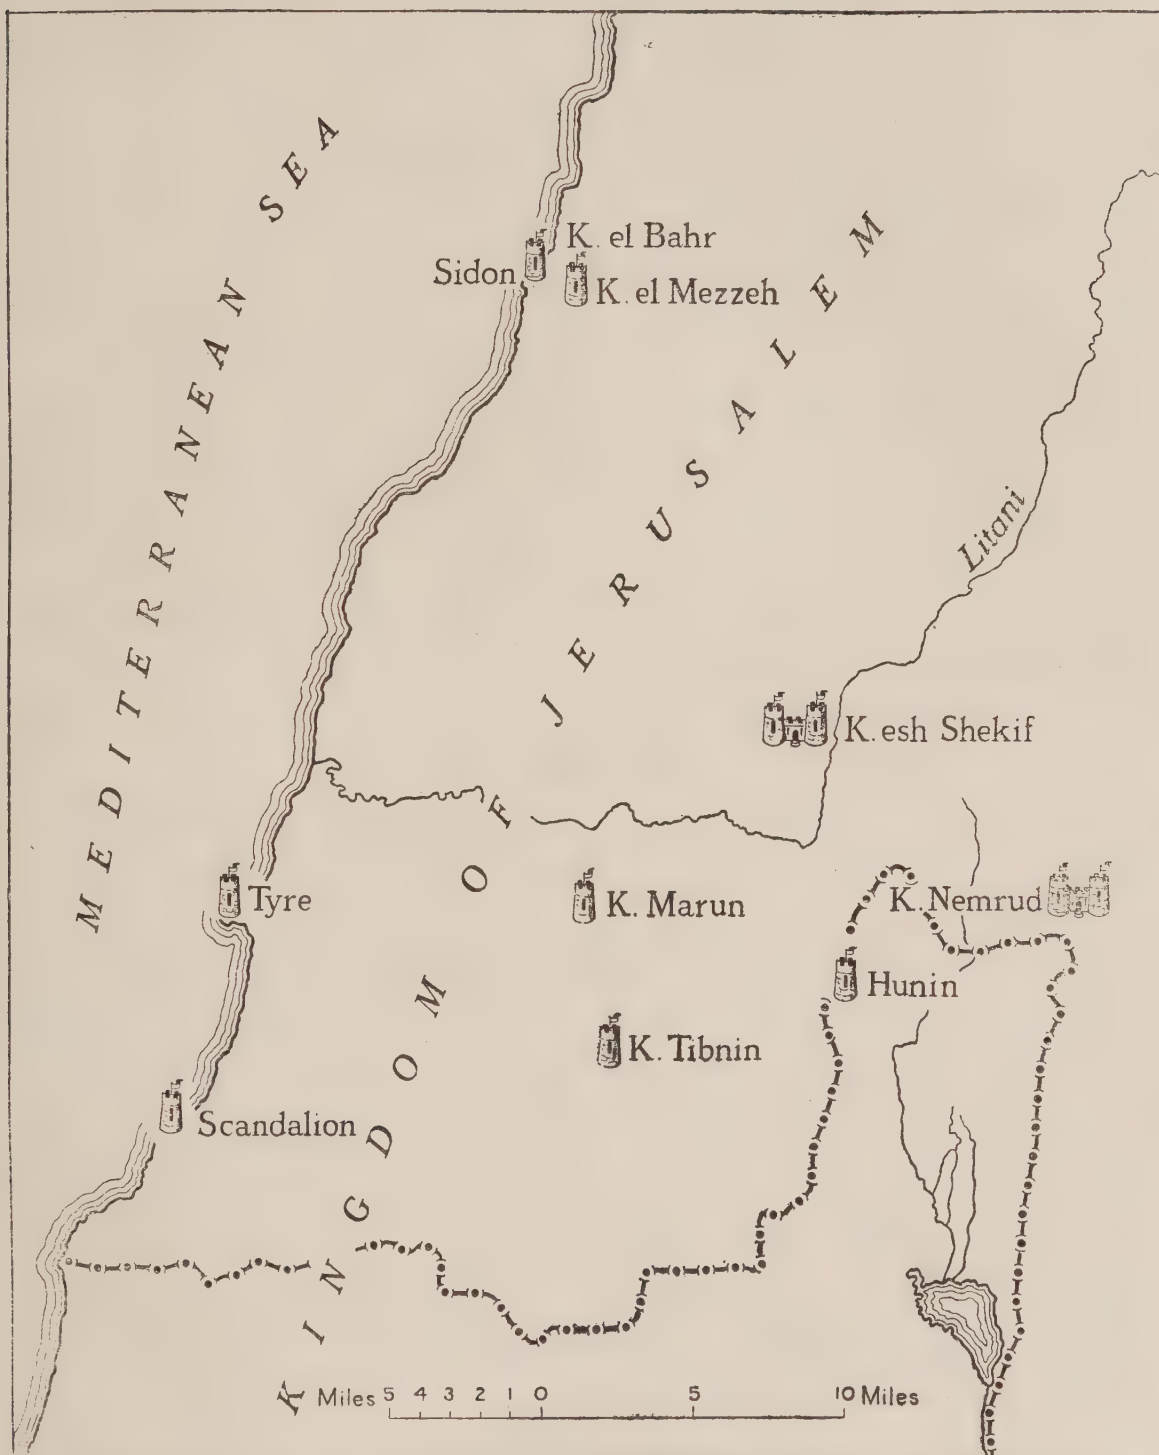 MEDITERRANEAN SEA
KINGDOM OF JERUSALEM
K. el Bahr
Sidon
K. el Mezzeh
Litani
K. esh Shekif
Tyre
K. Marun
K. Nemrud
Hunin
K. Tibnin
Scandalion
Miles 5 4 3 2 1 0 5 10 Miles